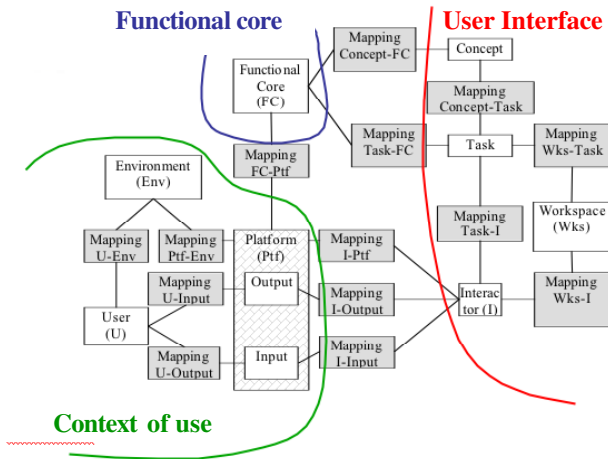 Functional core
User Interface
Mapping
Concept-FC
Concept
Functional
Core
(FC)
Mapping
Concept-Task
Mapping
Task-FC
Task
Mapping
Wks-Task
Mapping
FC-Ptf
Environment
(Env)
Mapping
U-Env
Mapping
Ptf-Env
Platform
(Ptf)
Mapping
I-Ptf
Mapping
Task-I
Workspace
(Wks)
Mapping
U-Input
Output
Mapping
I-Output
Interac
tor (I)
Mapping
Wks-I
User
(U)
Mapping
U-Output
Input
Mapping
I-Input
Context of use